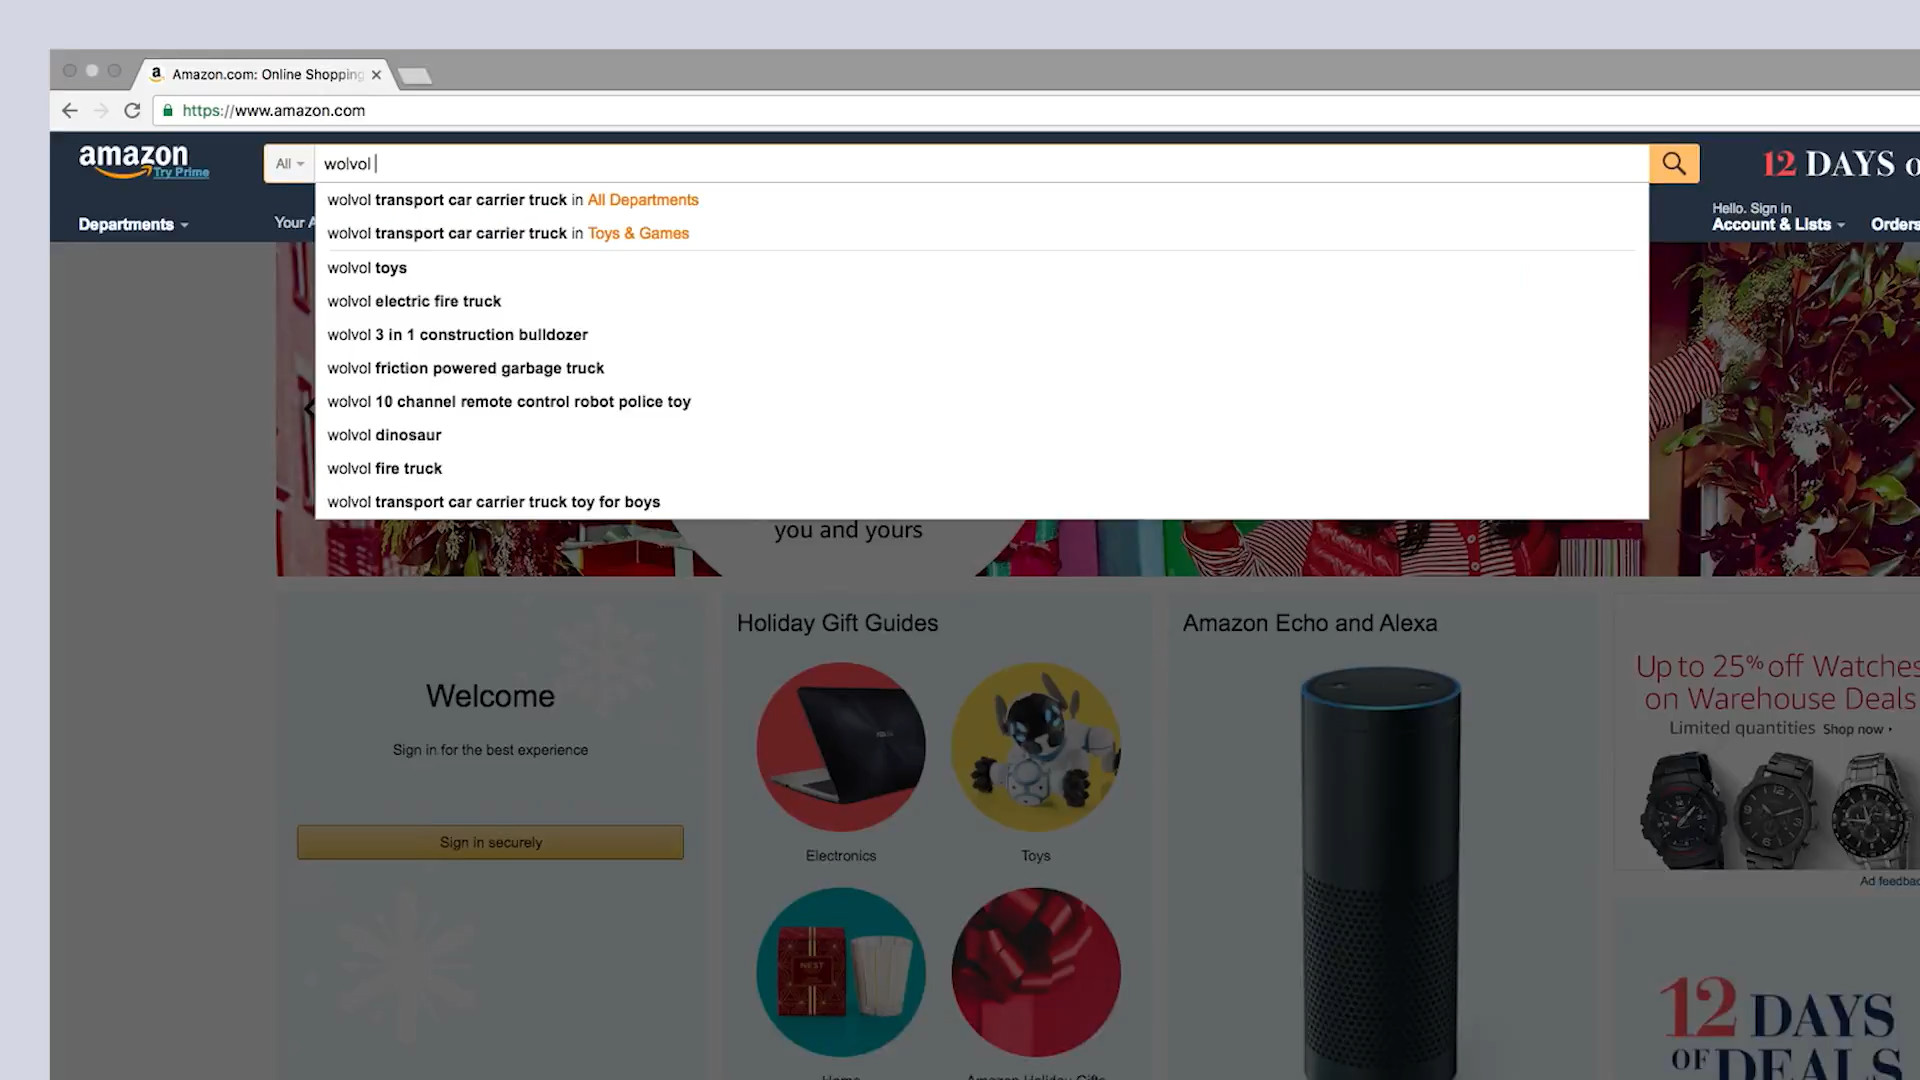 Amazon.com: Online Shopping
https://www.amazon.com
amazon
Try Prime
All
wolvol
12 DAYS
Departments
Your
Hello. Sign in
Account & Lists
Orders
wolvol transport car carrier truck in All Departments
wolvol transport car carrier truck in Toys & Games
wolvol toys
wolvol electric fire truck
wolvol 3 in 1 construction bulldozer
wolvol friction powered garbage truck
wolvol 10 channel remote control robot police toy
wolvol dinosaur
wolvol fire truck
wolvol transport car carrier truck toy for boys
you and yours
Welcome
Sign in for the best experience
Sign in securely
Holiday Gift Guides
Electronics
Toys
NEST
Amazon Echo and Alexa
Up to 25% off Watches
on Warehouse Deals
Limited quantities Shop now
Ad feedbac
12 DAYS
OF DEALS